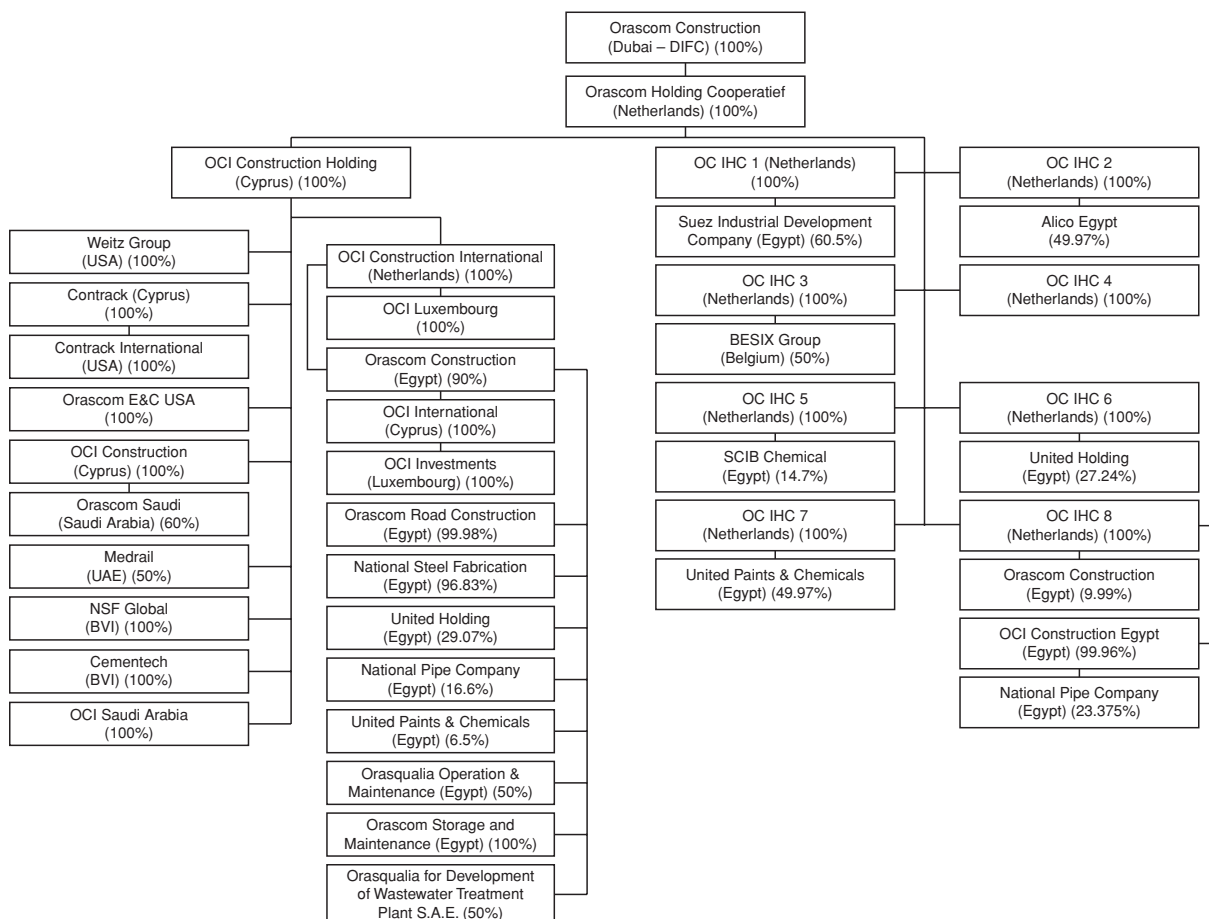 Orascom Construction
(Dubai – DIFC) (100%)
Orascom Holding Cooperatief
(Netherlands) (100%)
OCI Construction Holding
(Cyprus) (100%)
Weitz Group
(USA) (100%)
Contrack (Cyprus)
(100%)
Contrack International
(USA) (100%)
Orascom E&C USA
(100%)
OCI Construction
(Cyprus) (100%)
Orascom Saudi
(Saudi Arabia) (60%)
Medrail
(UAE) (50%)
NSF Global
(BVI) (100%)
Cementech
(BVI) (100%)
OCI Saudi Arabia
(100%)
OCI Construction International
(Netherlands) (100%)
OCI Luxembourg
(100%)
Orascom Construction
(Egypt) (90%)
OCI International
(Cyprus) (100%)
OCI Investments
(Luxembourg) (100%)
Orascom Road Construction
(Egypt) (99.98%)
National Steel Fabrication
(Egypt) (96.83%)
United Holding
(Egypt) (29.07%)
National Pipe Company
(Egypt) (16.6%)
United Paints & Chemicals
(Egypt) (6.5%)
Orasqualia Operation &
Maintenance (Egypt) (50%)
Orascom Storage and
Maintenance (Egypt) (100%)
Orasqualia for Development
of Wastewater Treatment
Plant S.A.E. (50%)
OC IHC 1 (Netherlands)
(100%)
Suez Industrial Development
Company (Egypt) (60.5%)
OC IHC 3
(Netherlands) (100%)
BESIX Group
(Belgium) (50%)
OC IHC 5
(Netherlands) (100%)
SCIB Chemical
(Egypt) (14.7%)
OC IHC 7
(Netherlands) (100%)
United Paints & Chemicals
(Egypt) (49.97%)
OC IHC 2
(Netherlands) (100%)
Alico Egypt
(49.97%)
OC IHC 4
(Netherlands) (100%)
OC IHC 6
(Netherlands) (100%)
United Holding
(Egypt) (27.24%)
OC IHC 8
(Netherlands) (100%)
Orascom Construction
(Egypt) (9.99%)
OCI Construction Egypt
(Egypt) (99.96%)
National Pipe Company
(Egypt) (23.375%)